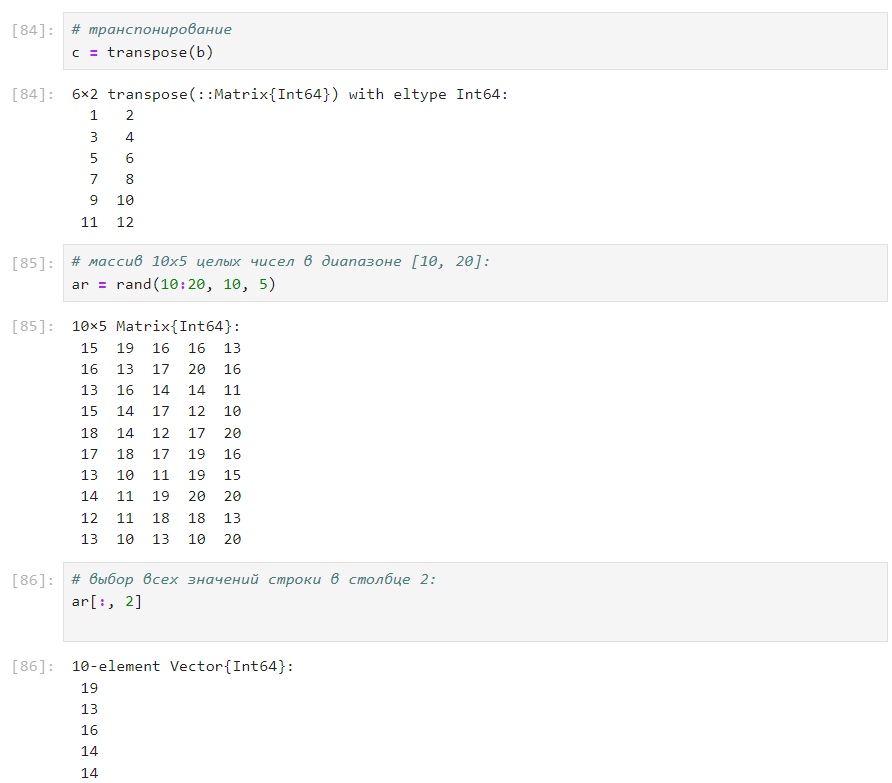 [84]: # транспонирование
c = transpose(b)
[84]: 6×2 transpose(::Matrix{Int64}) with eltype Int64:
1 2
3 4
5 6
7 8
9 10
11 12
[85]: # массив 10x5 целых чисел в диапазоне [10, 20]:
ar = rand(10:20, 10, 5)
[85]: 10×5 Matrix{Int64}:
15 19 16 16 13
16 13 17 20 16
13 16 14 14 11
15 14 17 12 10
18 14 12 17 20
17 18 17 19 16
13 10 11 19 15
14 11 19 20 20
12 11 18 18 13
13 10 13 10 20
[86]: # выбор всех значений строки в столбце 2:
ar[:, 2]
[86]: 10-element Vector{Int64}:
19
13
16
14
14